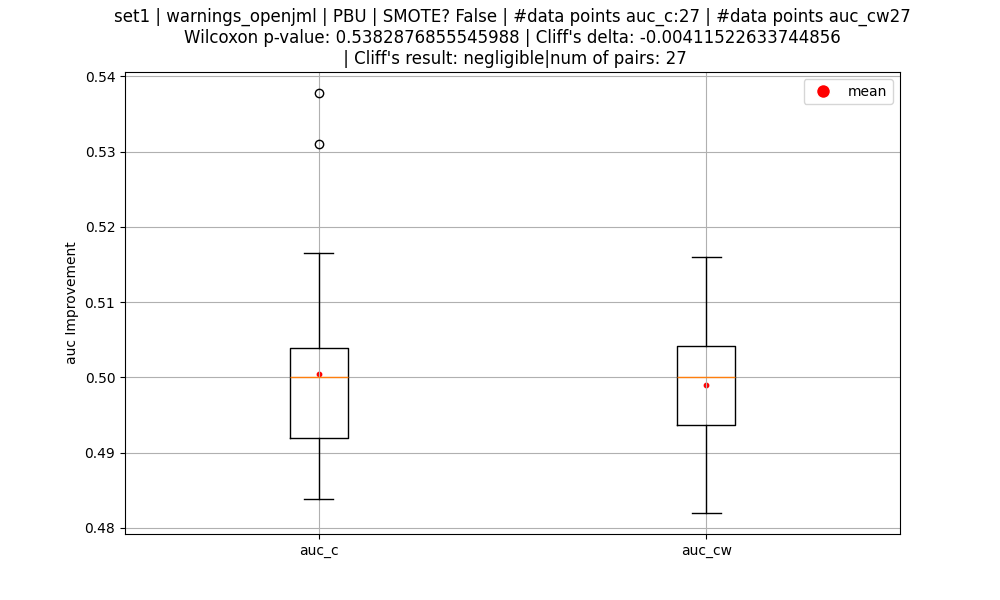 set1 | warnings_openjml | PBU | SMOTE? False | #data points auc_c:27 | #data points auc_cw27
Wilcoxon p-value: 0.5382876855545988 | Cliff's delta: -0.00411522633744856
| Cliff's result: negligible|num of pairs: 27
mean
auc Improvement
0.54
0.53
0.52
0.51
0.50
0.49
0.48
auc_c
auc_cw